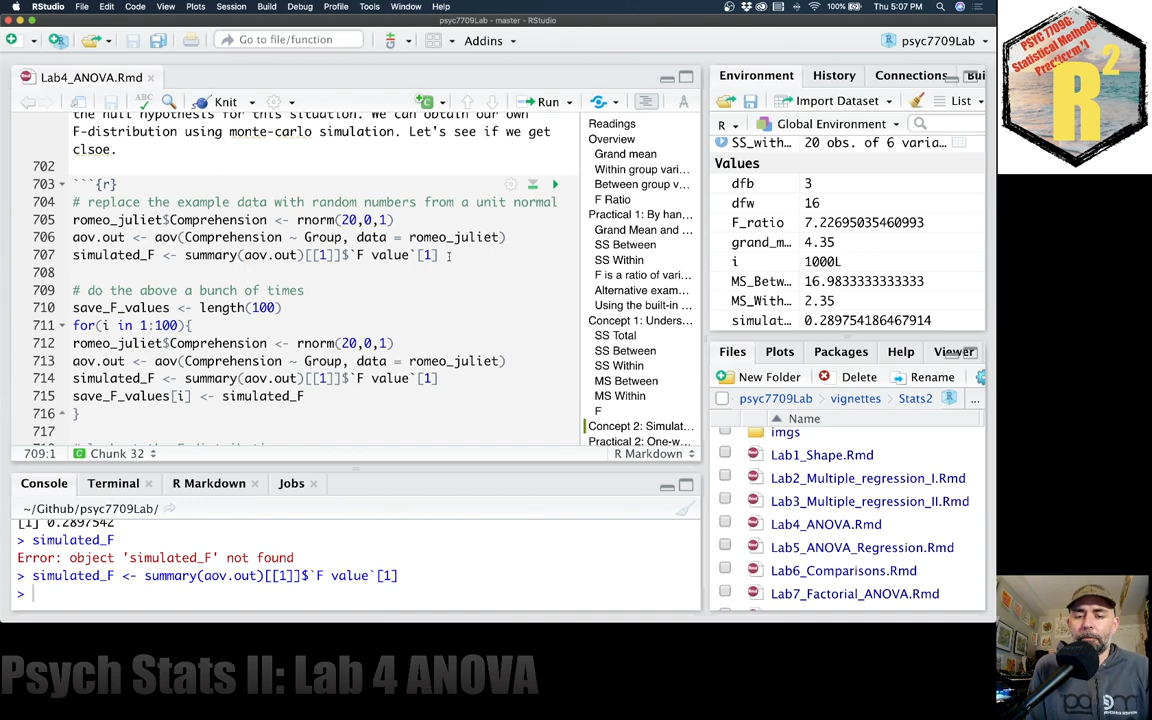 RStudio File Edit Code View Plots Session Build Debug Profile Tools Window Help 100% Thu 5:07 PM
psyc7709Lab - master - RStudio
Go to file/function Addins psyc7709Lab
Lab4_ANOVA.Rmd
ABC Knit Run
the null hypothesis for this situation. We can obtain our own
F-distribution using monte-carlo simulation. Let's see if we get
clsoe.
702
703 ```{r}
704 # replace the example data with random numbers from a unit normal
705 romeo_juliet$Comprehension <- rnorm(20,0,1)
706 aov.out <- aov(Comprehension ~ Group, data = romeo_juliet)
707 simulated_F <- summary(aov.out)[[1]]$`F value`[1]
708
709 # do the above a bunch of times
710 save_F_values <- length(100)
711 for(i in 1:100){
712 romeo_juliet$Comprehension <- rnorm(20,0,1)
713 aov.out <- aov(Comprehension ~ Group, data = romeo_juliet)
714 simulated_F <- summary(aov.out)[[1]]$`F value`[1]
715 save_F_values[i] <- simulated_F
716 }
717
709:1 Chunk 32 R Markdown
Readings
Overview
Grand mean
Within group vari...
Between group v...
F Ratio
Practical 1: By han...
Grand Mean and ...
SS Between
SS Within
F is a ratio of vari...
Alternative exam...
Using the built-in ...
Concept 1: Unders...
SS Total
SS Between
SS Within
MS Between
MS Within
F
Concept 2: Simulat...
Practical 2: One-w...
Console Terminal R Markdown Jobs
~/Github/psyc7709Lab/
[1] 0.2897542
> simulated_F
Error: object 'simulated_F' not found
> simulated_F <- summary(aov.out)[[1]]$`F value`[1]
>
Environment History Connections Bui
Import Dataset List
R Global Environment
SS_with... 20 obs. of 6 varia...
Values
dfb 3
dfw 16
F_ratio 7.22695035460993
grand_m... 4.35
i 1000L
MS_Betw... 16.9833333333333
MS_With... 2.35
simulat... 0.289754186467914
Files Plots Packages Help Viewer
New Folder Delete Rename
psyc7709Lab vignettes Stats2 ...
Name
imgs
Lab1_Shape.Rmd
Lab2_Multiple_regression_I.Rmd
Lab3_Multiple_regression_II.Rmd
Lab4_ANOVA.Rmd
Lab5_ANOVA_Regression.Rmd
Lab6_Comparisons.Rmd
Lab7_Factorial_ANOVA.Rmd
PSYC 7709G:
Statistical Methods
R2
Psych Stats II: Lab 4 ANOVA